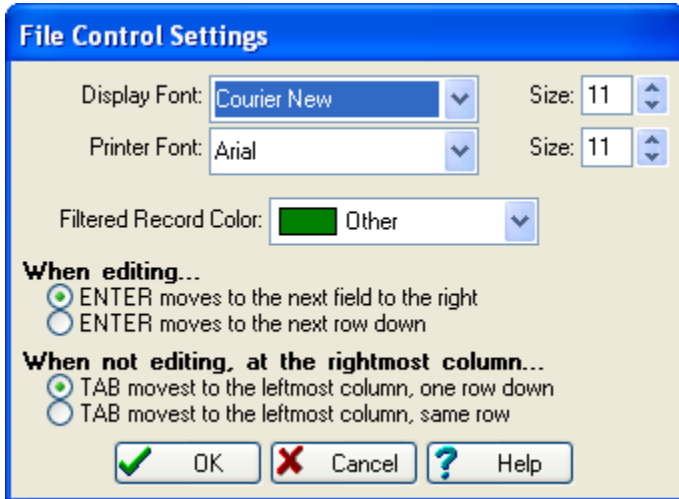 File Control Settings
Display Font: Courier New Size: 11
Printer Font: Arial Size: 11
Filtered Record Color: Other
When editing...
ENTER moves to the next field to the right
ENTER moves to the next row down
When not editing, at the rightmost column...
TAB movest to the leftmost column, one row down
TAB movest to the leftmost column, same row
OK Cancel ? Help